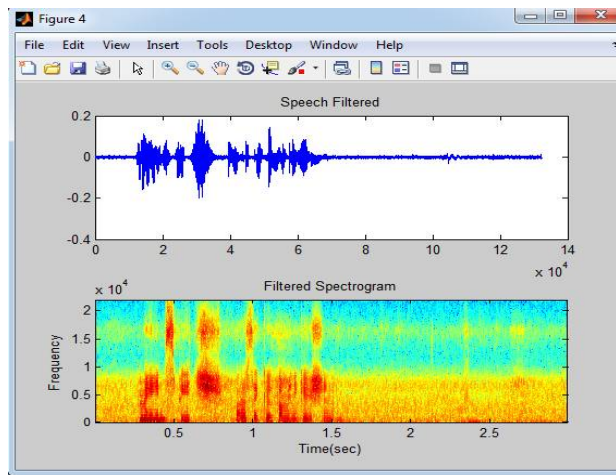 Figure 4
File Edit View Insert Tools Desktop Window Help
Speech Filtered
0.2
0
-0.2
-0.4
0 2 4 6 8 10 12 14
x 10^4
x 10^4
Filtered Spectrogram
2
1.5
1
0.5
0
Frequency
0.5 1 1.5 2 2.5
Time(sec)